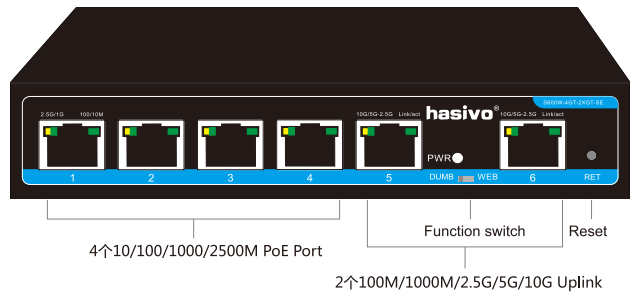 S600W-4GT-2XGT-SE
2.5G/1G 100/10M 10G/5G-2.5G Link/act hasivo® 10G/5G-2.5G Link/act
PWR
1 2 3 4 5 DUMB WEB 6 RET
Function switch Reset
4个10/100/1000/2500M PoE Port
2个100M/1000M/2.5G/5G/10G Uplink